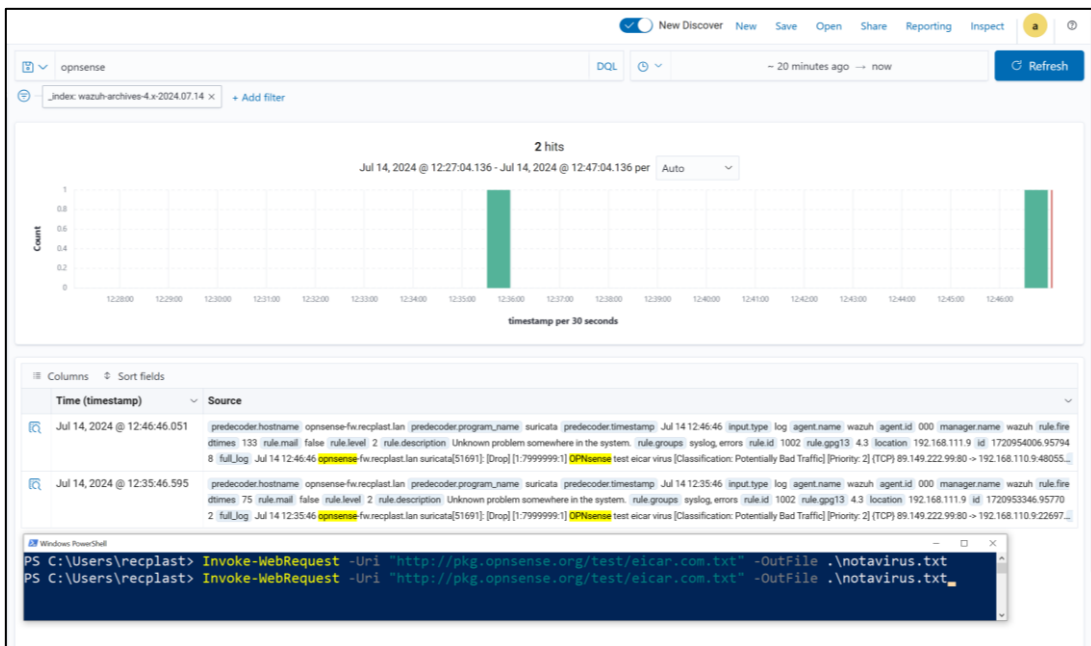 New Discover New Save Open Share Reporting Inspect a
opnsense DQL ~ 20 minutes ago → now Refresh
_index: wazuh-archives-4.x-2024.07.14 × + Add filter
2 hits
Jul 14, 2024 @ 12:27:04.136 - Jul 14, 2024 @ 12:47:04.136 per Auto
1
0.8
0.6
0.4
0.2
0
Count
12:28:00 12:29:00 12:30:00 12:31:00 12:32:00 12:33:00 12:34:00 12:35:00 12:36:00 12:37:00 12:38:00 12:39:00 12:40:00 12:41:00 12:42:00 12:43:00 12:44:00 12:45:00 12:46:00
timestamp per 30 seconds
Columns Sort fields
Time (timestamp) Source
Jul 14, 2024 @ 12:46:46.051 predecoder.hostname opnsense-fw.recplast.lan predecoder.program_name suricata predecoder.timestamp Jul 14 12:46:46 input.type log agent.name wazuh agent.id 000 manager.name wazuh rule.fire
dtimes 133 rule.mail false rule.level 2 rule.description Unknown problem somewhere in the system. rule.groups syslog, errors rule.id 1002 rule.gpg13 4.3 location 192.168.111.9 id 1720954006.95794
8 full_log Jul 14 12:46:46 opnsense-fw.recplast.lan suricata[51691]: [Drop] [1:7999999:1] OPNsense test eicar virus [Classification: Potentially Bad Traffic] [Priority: 2] {TCP} 89.149.222.99:80 -> 192.168.110.9:48055...
Jul 14, 2024 @ 12:35:46.595 predecoder.hostname opnsense-fw.recplast.lan predecoder.program_name suricata predecoder.timestamp Jul 14 12:35:46 input.type log agent.name wazuh agent.id 000 manager.name wazuh rule.fire
dtimes 75 rule.mail false rule.level 2 rule.description Unknown problem somewhere in the system. rule.groups syslog, errors rule.id 1002 rule.gpg13 4.3 location 192.168.111.9 id 1720953346.95770
2 full_log Jul 14 12:35:46 opnsense-fw.recplast.lan suricata[51691]: [Drop] [1:7999999:1] OPNsense test eicar virus [Classification: Potentially Bad Traffic] [Priority: 2] {TCP} 89.149.222.99:80 -> 192.168.110.9:22697...
Windows PowerShell
PS C:\Users\recplast> Invoke-WebRequest -Uri "http://pkg.opnsense.org/test/eicar.com.txt" -OutFile .\notavirus.txt
PS C:\Users\recplast> Invoke-WebRequest -Uri "http://pkg.opnsense.org/test/eicar.com.txt" -OutFile .\notavirus.txt